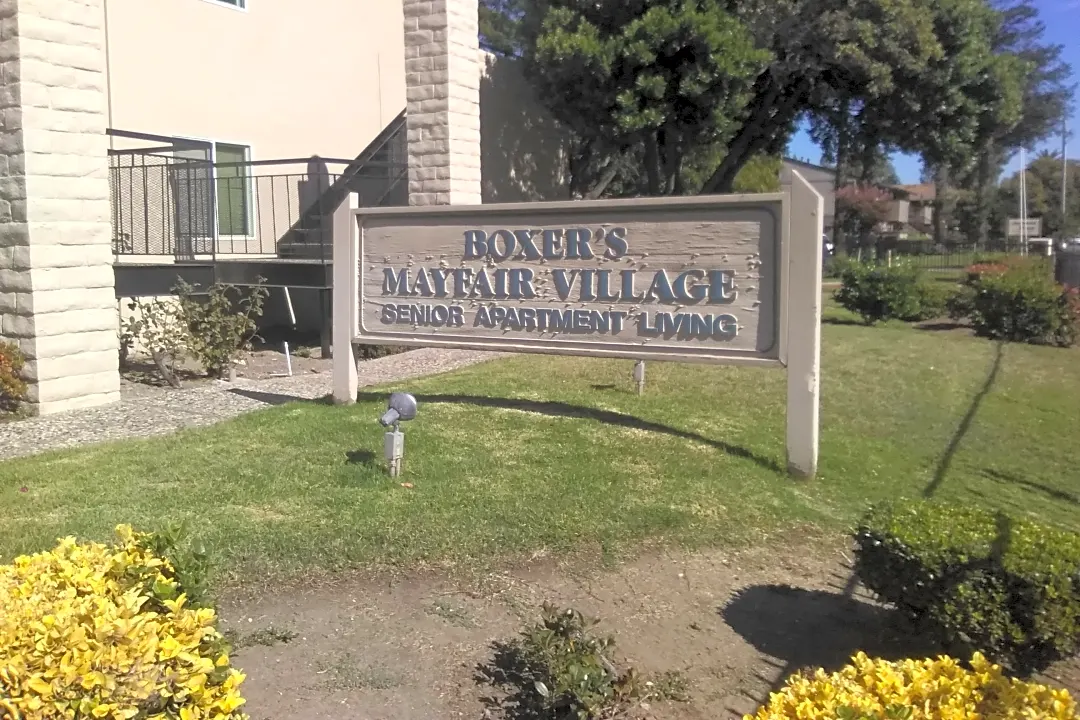 BOXER'S
MAYFAIR VILLAGE
SENIOR APARTMENT LIVING